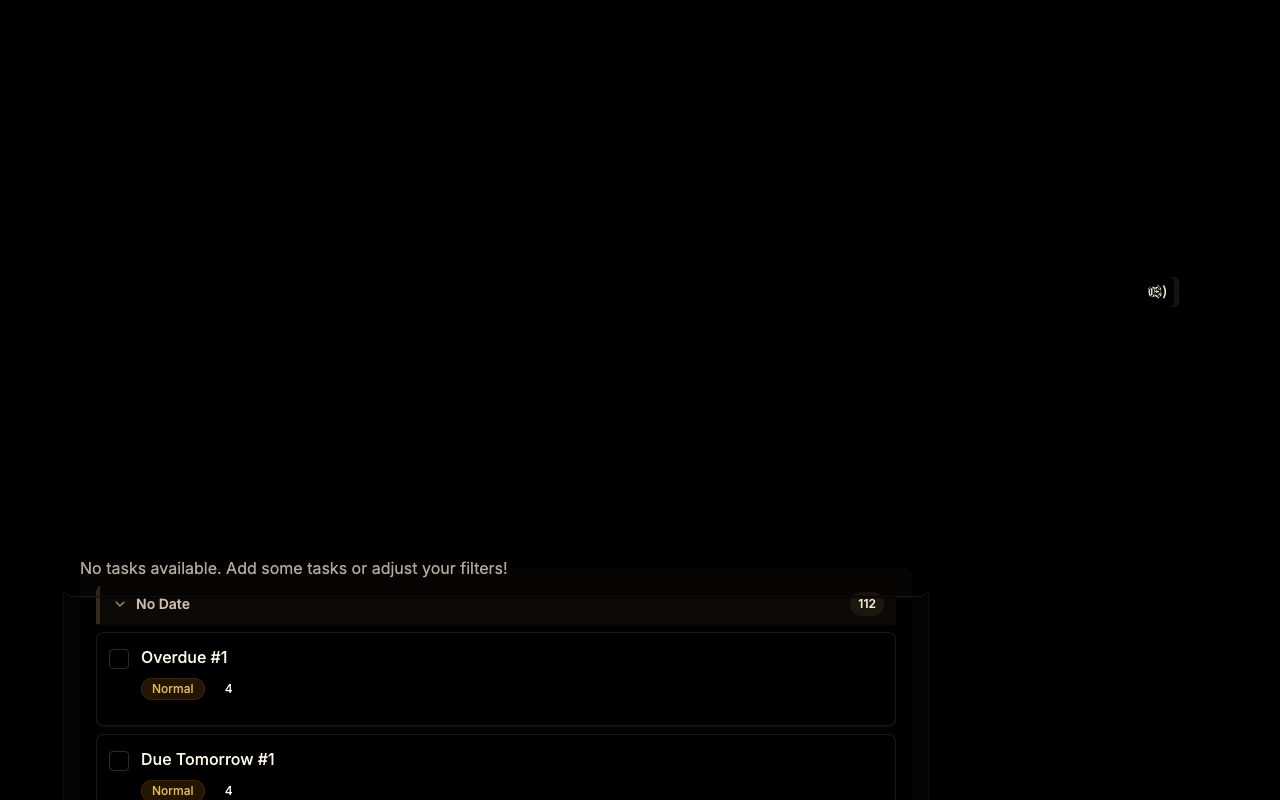 No tasks available. Add some tasks or adjust your filters!
No Date
112
Overdue #1
Normal 4
Due Tomorrow #1
Normal 4